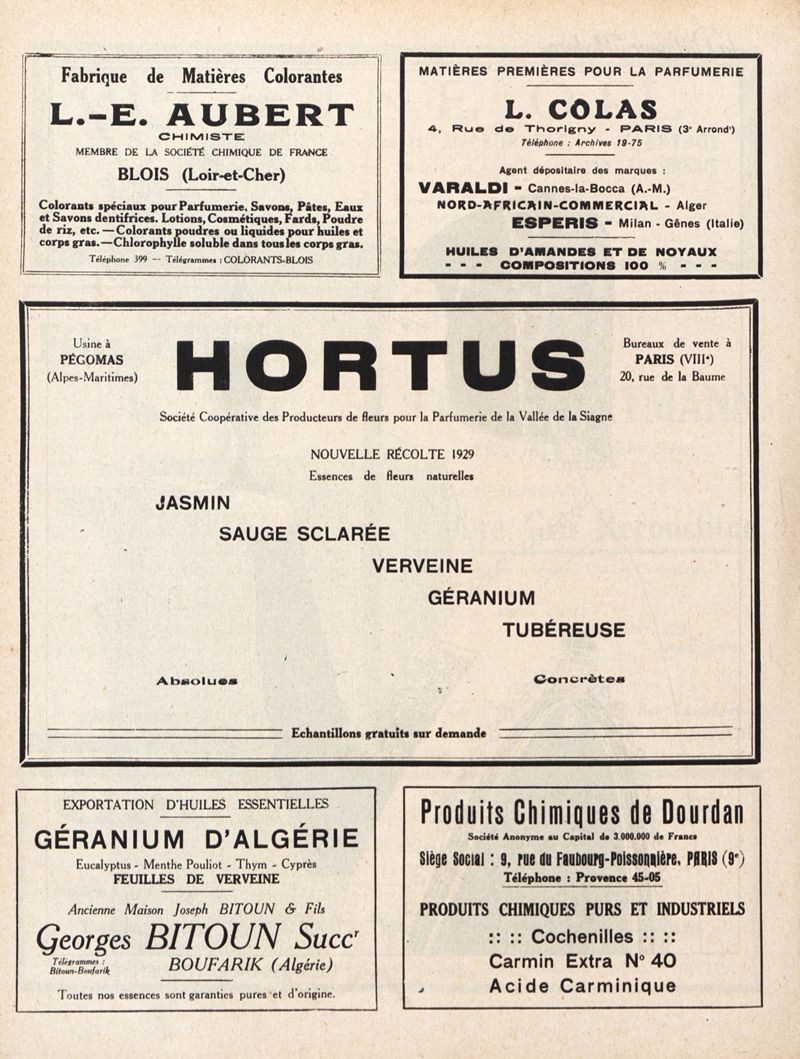 Fabrique de Matières Colorantes
L.-E. AUBERT
CHIMISTE
MEMBRE DE LA SOCIÉTÉ CHIMIQUE DE FRANCE
BLOIS (Loir-et-Cher)
Colorants spéciaux pour Parfumerie, Savons, Pâtes, Eaux
et Savons dentifrices. Lotions, Cosmétiques, Fards, Poudre
de riz, etc. — Colorants poudres ou liquides pour huiles et
corps gras. — Chlorophylle soluble dans tous les corps gras.
Téléphone 399 — Télégrammes : COLORANTS-BLOIS
MATIÈRES PREMIÈRES POUR LA PARFUMERIE
L. COLAS
4, Rue de Thorigny - PARIS (3e Arrondt)
Téléphone : Archives 19-75
Agent dépositaire des marques :
VARALDI - Cannes-la-Bocca (A.-M.)
NORD-AFRICAIN-COMMERCIAL - Alger
ESPERIS - Milan - Gênes (Italie)
HUILES D'AMANDES ET DE NOYAUX
- - - COMPOSITIONS 100 % - - -
Usine à
PÉGOMAS
(Alpes-Maritimes)
HORTUS
Bureaux de vente à
PARIS (VIIIe)
20, rue de la Baume
Société Coopérative des Producteurs de fleurs pour la Parfumerie de la Vallée de la Siagne
NOUVELLE RÉCOLTE 1929
Essences de fleurs naturelles
JASMIN
SAUGE SCLARÉE
VERVEINE
GÉRANIUM
TUBÉREUSE
Absolues Concrètes
Echantillons gratuits sur demande
EXPORTATION D'HUILES ESSENTIELLES
GÉRANIUM D'ALGÉRIE
Eucalyptus - Menthe Pouliot - Thym - Cyprès
FEUILLES DE VERVEINE
Ancienne Maison Joseph BITOUN & Fils
Georges BITOUN Succr
Télégrammes :
Bitoun-Boufarik
BOUFARIK (Algérie)
Toutes nos essences sont garanties pures et d'origine.
Produits Chimiques de Dourdan
Société Anonyme au Capital de 3.000.000 de Francs
Siège Social : 9, rue du Faubourg-Poissonnière, PARIS (9e)
Téléphone : Provence 45-05
PRODUITS CHIMIQUES PURS ET INDUSTRIELS
:: :: Cochenilles :: ::
Carmin Extra No 40
Acide Carminique